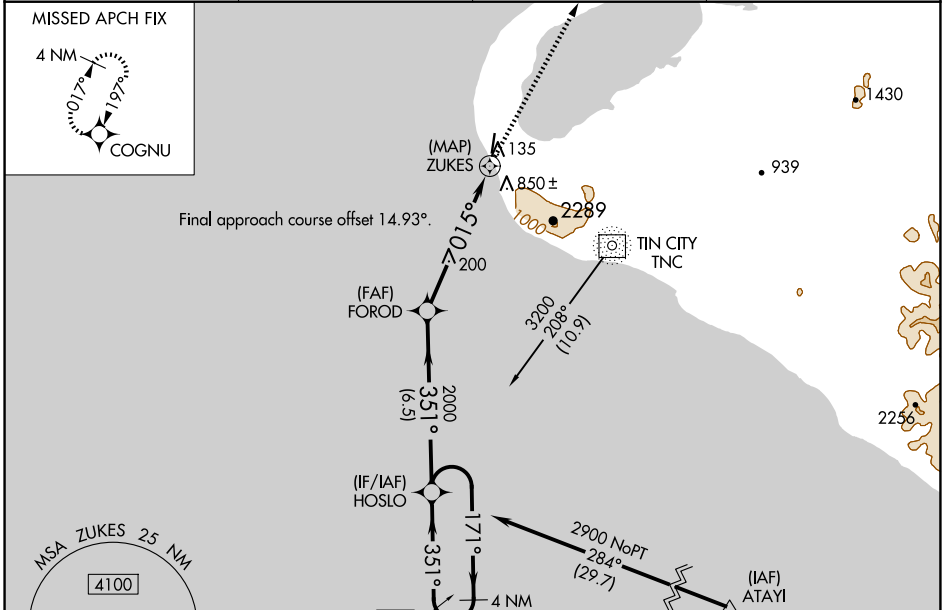 MISSED APCH FIX
4 NM
017°
197°
COGNU
(MAP)
ZUKES
135
850 ±
1430
939
1000
2289
Final approach course offset 14.93°.
015°
200
TIN CITY
TNC
(FAF)
FOROD
3200
208°
(10.9)
2000
351°
(6.5)
2256
(IF/IAF)
HOSLO
171°
351°
4 NM
2900 NoPT
284°
(29.7)
(IAF)
ATAYI
MSA ZUKES 25 NM
4100